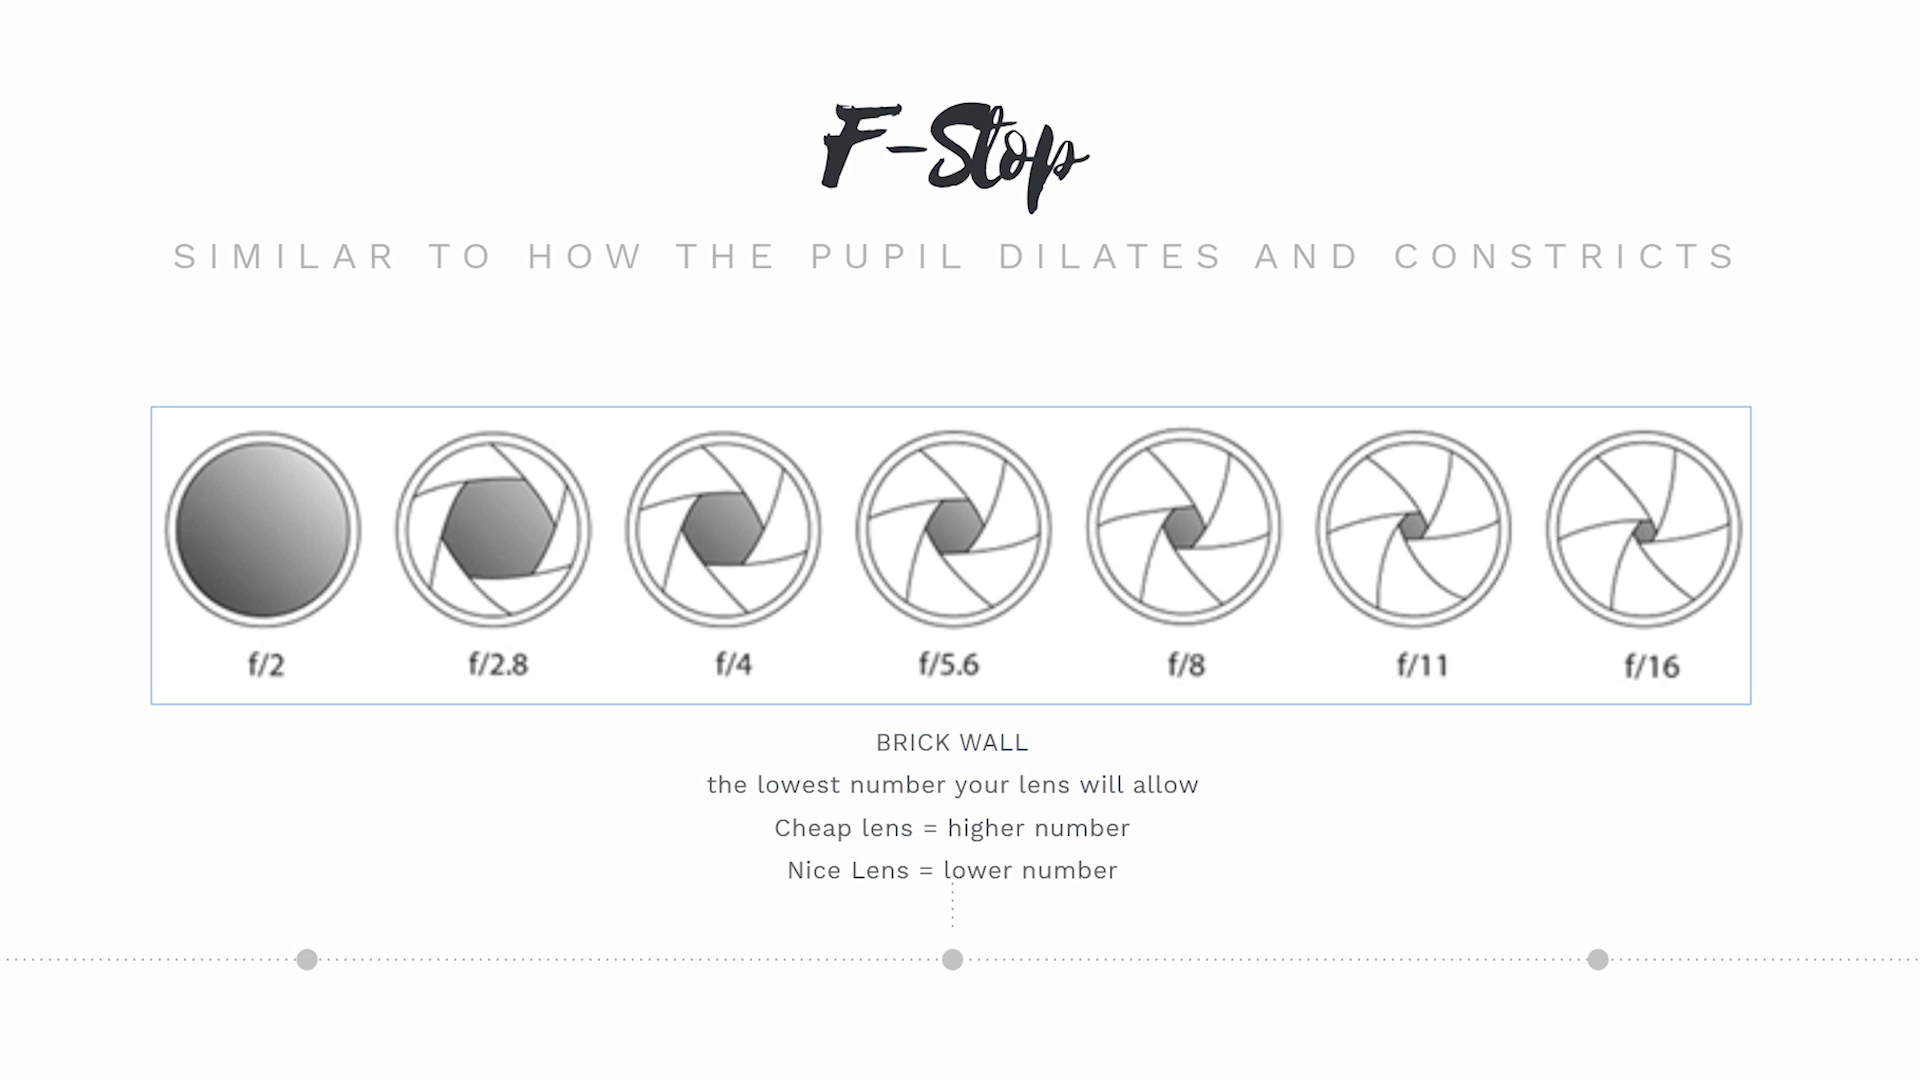 F-Stop
SIMILAR TO HOW THE PUPIL DILATES AND CONSTRICTS
f/2 f/2.8 f/4 f/5.6 f/8 f/11 f/16
BRICK WALL
the lowest number your lens will allow
Cheap lens = higher number
Nice Lens = lower number